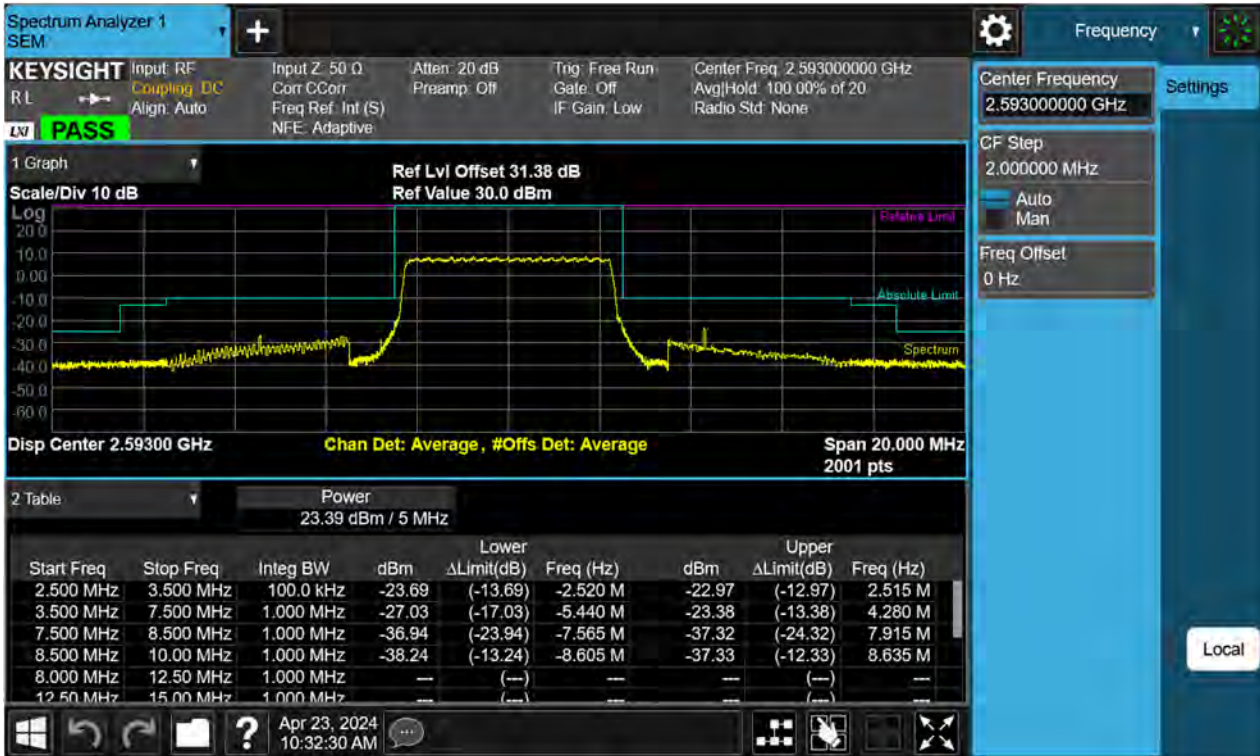 Spectrum Analyzer 1
SEM
+
Frequency
KEYSIGHT
R L
LXI
PASS
Input: RF
Coupling: DC
Align: Auto
Input Z: 50 Ω
Corr CCorr
Freq Ref: Int (S)
NFE: Adaptive
Atten: 20 dB
Preamp: Off
Trig: Free Run
Gate: Off
IF Gain: Low
Center Freq: 2.593000000 GHz
Avg|Hold: 100.00% of 20
Radio Std: None
Center Frequency
2.593000000 GHz
Settings
CF Step
2.000000 MHz
Auto
Man
Freq Offset
0 Hz
Local
1 Graph
Scale/Div 10 dB
Ref Lvl Offset 31.38 dB
Ref Value 30.0 dBm
Log
20.0
10.0
0.00
-10.0
-20.0
-30.0
-40.0
-50.0
-60.0
Relative Limit
Absolute Limit
Spectrum
Disp Center 2.59300 GHz
Chan Det: Average , #Offs Det: Average
Span 20.000 MHz
2001 pts
2 Table
Power
23.39 dBm / 5 MHz
Lower Upper
Start Freq Stop Freq Integ BW dBm ΔLimit(dB) Freq (Hz) dBm ΔLimit(dB) Freq (Hz)
2.500 MHz 3.500 MHz 100.0 kHz -23.69 (-13.69) -2.520 M -22.97 (-12.97) 2.515 M
3.500 MHz 7.500 MHz 1.000 MHz -27.03 (-17.03) -5.440 M -23.38 (-13.38) 4.280 M
7.500 MHz 8.500 MHz 1.000 MHz -36.94 (-23.94) -7.565 M -37.32 (-24.32) 7.915 M
8.500 MHz 10.00 MHz 1.000 MHz -38.24 (-13.24) -8.605 M -37.33 (-12.33) 8.635 M
8.000 MHz 12.50 MHz 1.000 MHz --- (---) --- --- (---) ---
12.50 MHz 15.00 MHz 1.000 MHz --- (---) --- --- (---) ---
?
Apr 23, 2024
10:32:30 AM